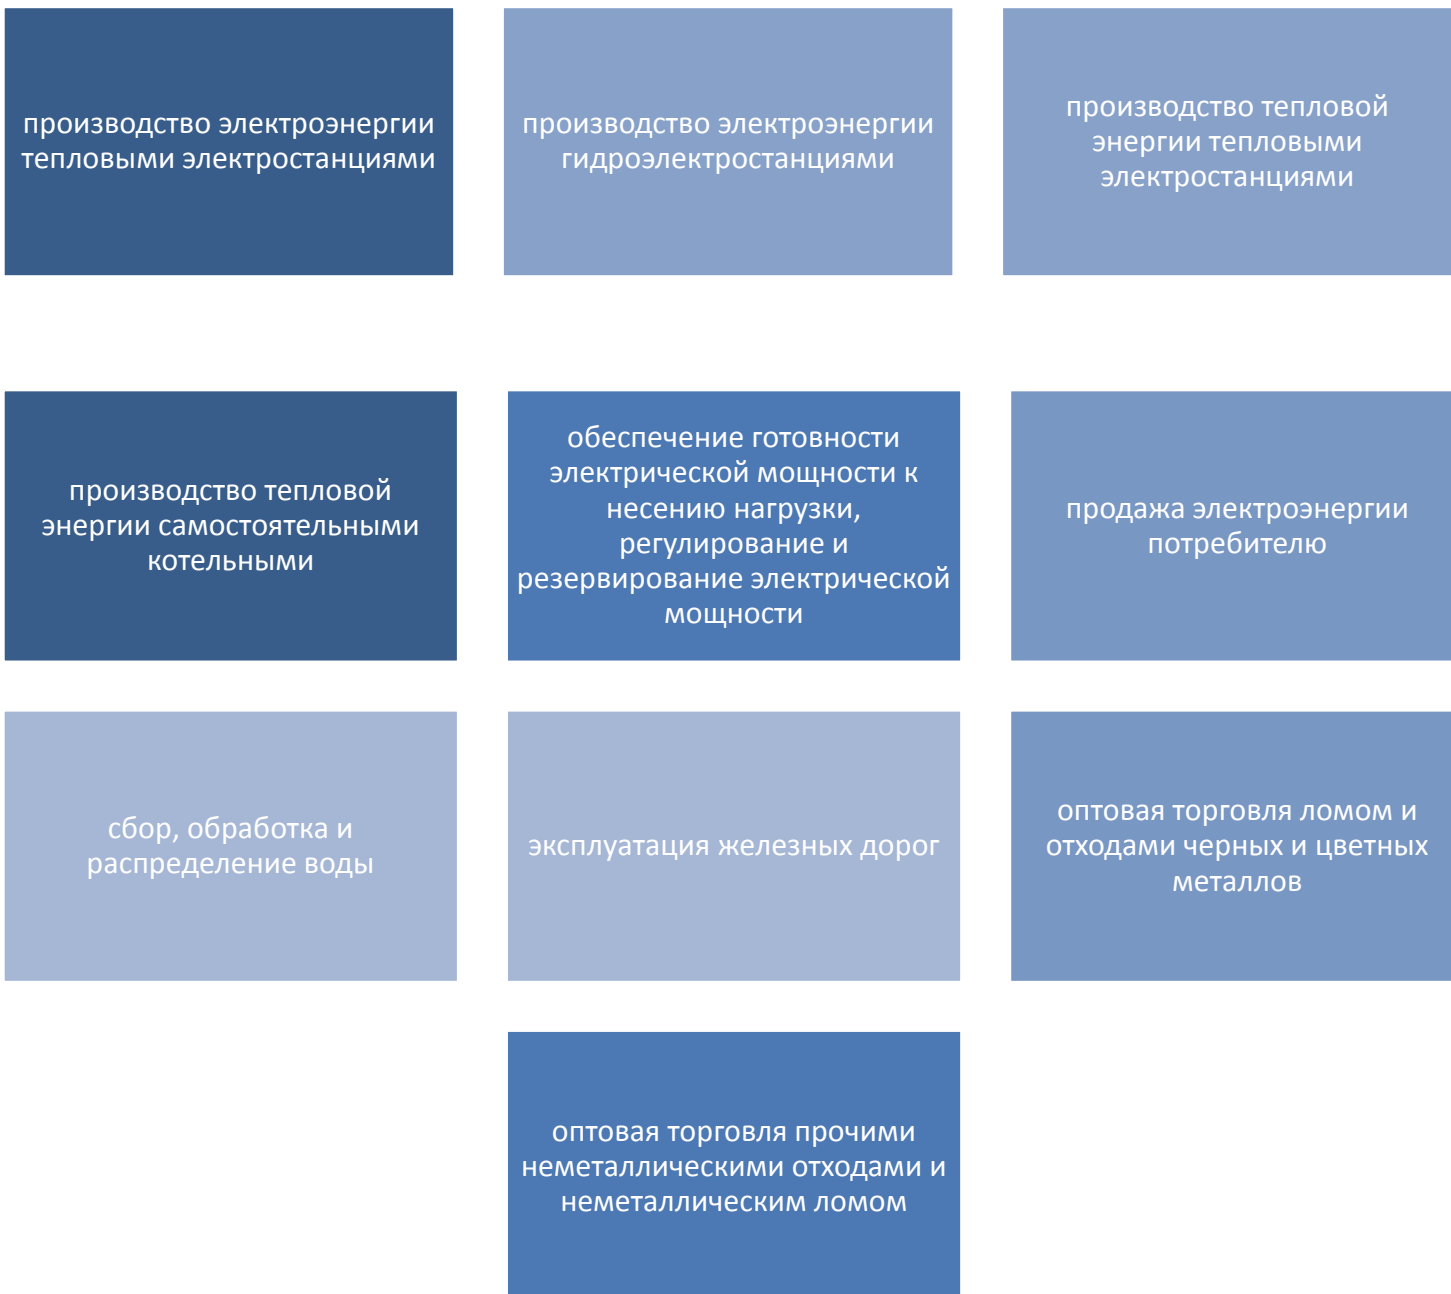 производство электроэнергии
тепловыми электростанциями
производство электроэнергии
гидроэлектростанциями
производство тепловой
энергии тепловыми
электростанциями
производство тепловой
энергии самостоятельными
котельными
обеспечение готовности
электрической мощности к
несению нагрузки,
регулирование и
резервирование электрической
мощности
продажа электроэнергии
потребителю
сбор, обработка и
распределение воды
эксплуатация железных дорог
оптовая торговля ломом и
отходами черных и цветных
металлов
оптовая торговля прочими
неметаллическими отходами и
неметаллическим ломом